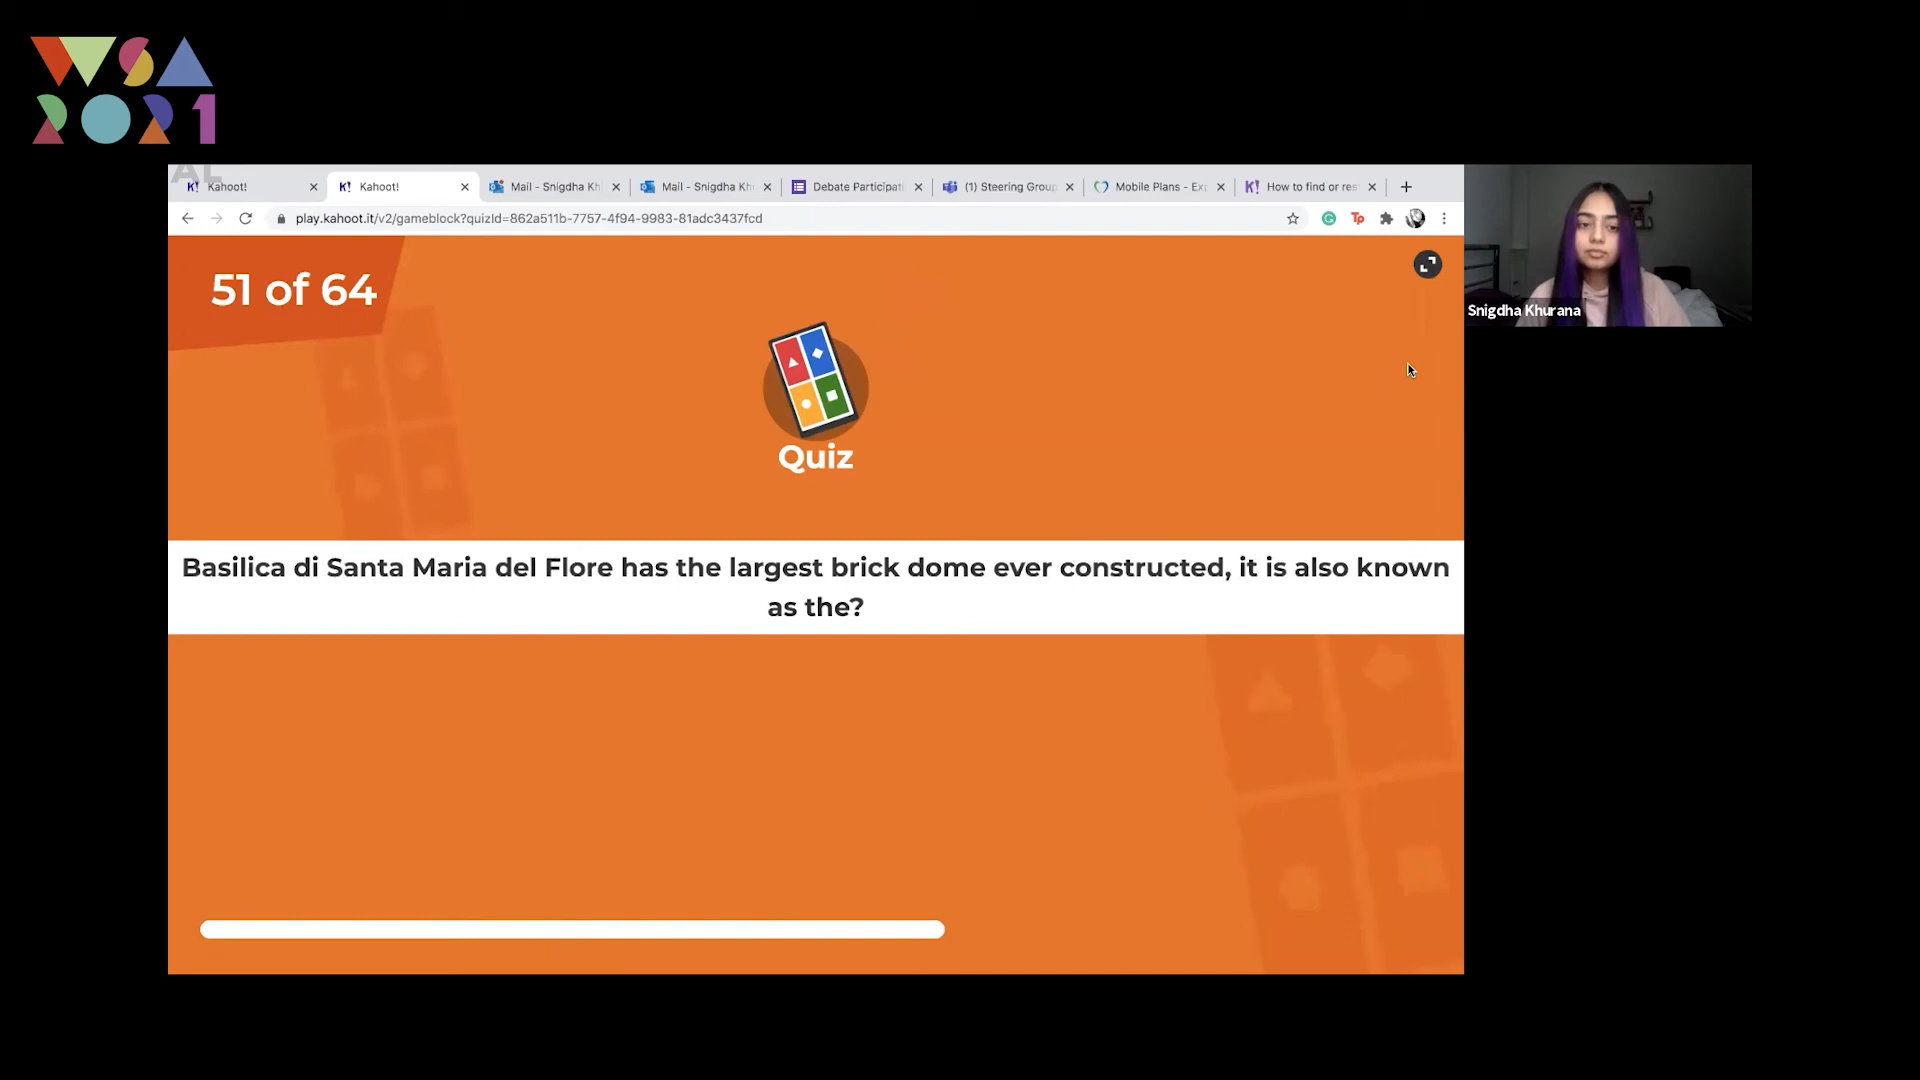 WSA
2021
AL
Kahoot!
Kahoot!
Mail - Snigdha Kh
Mail - Snigdha Kh
Debate Participati
(1) Steering Group
Mobile Plans - Ex
How to find or res
play.kahoot.it/v2/gameblock?quizId=862a511b-7757-4f94-9983-81adc3437fcd
51 of 64
Snigdha Khurana
Quiz
Basilica di Santa Maria del Flore has the largest brick dome ever constructed, it is also known
as the?